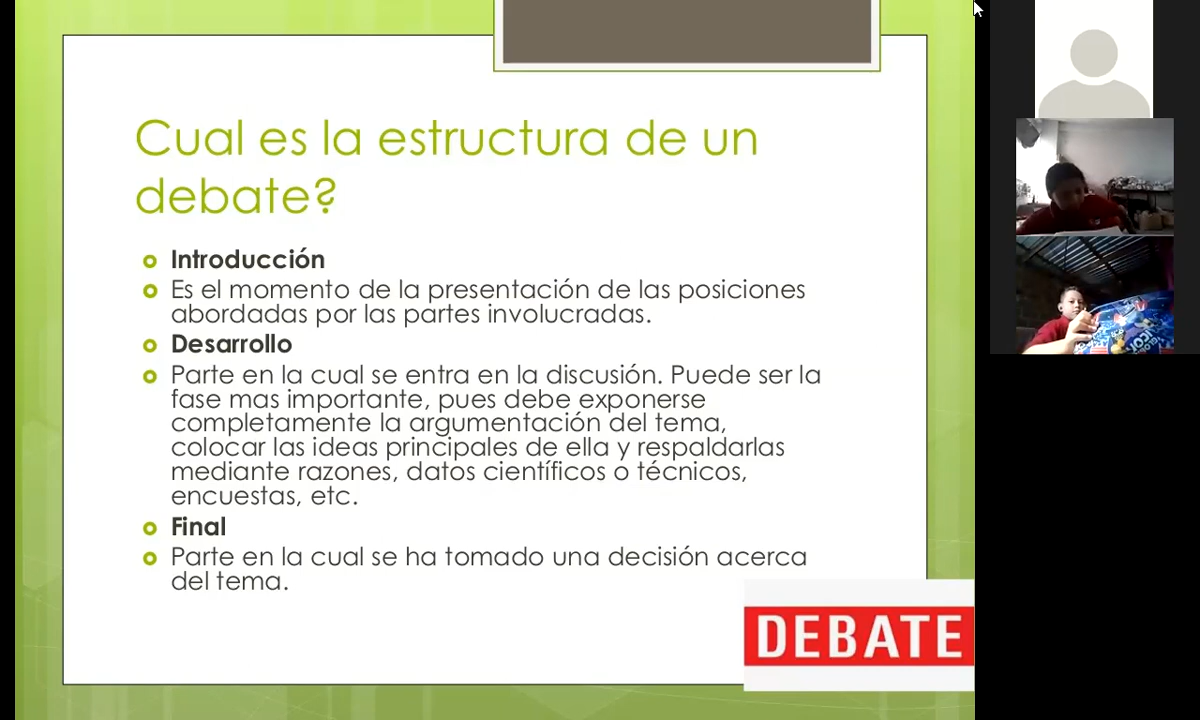 Cual es la estructura de un
debate?
Introducción
Es el momento de la presentación de las posiciones
abordadas por las partes involucradas.
Desarrollo
Parte en la cual se entra en la discusión. Puede ser la
fase mas importante, pues debe exponerse
completamente la argumentación del tema,
colocar las ideas principales de ella y respaldarlas
mediante razones, datos científicos o técnicos,
encuestas, etc.
Final
Parte en la cual se ha tomado una decisión acerca
del tema.
DEBATE